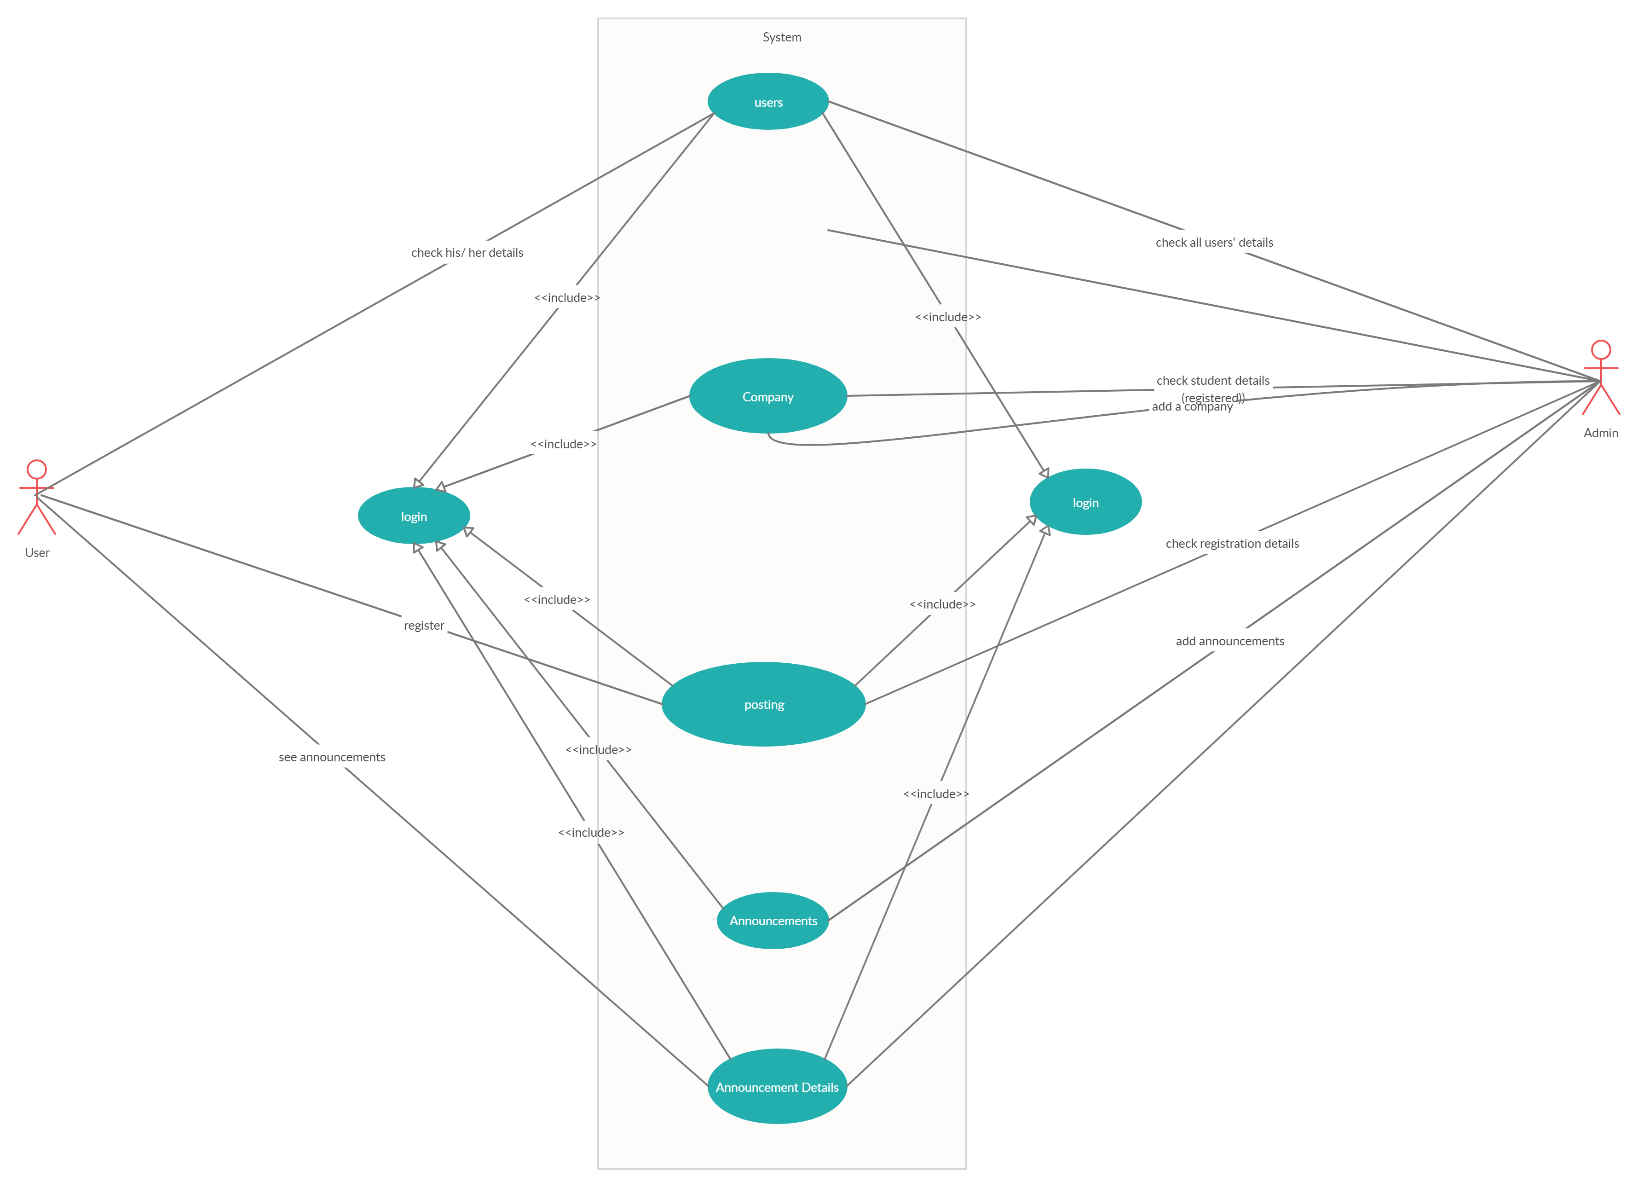 System
users
check his/ her details
check all users' details
<<include>>
<<include>>
check student details
(registered))
add a company
Company
Admin
<<include>>
login
login
User
check registration details
<<include>>
<<include>>
register
add announcements
posting
<<include>>
see announcements
<<include>>
<<include>>
Announcements
Announcement Details